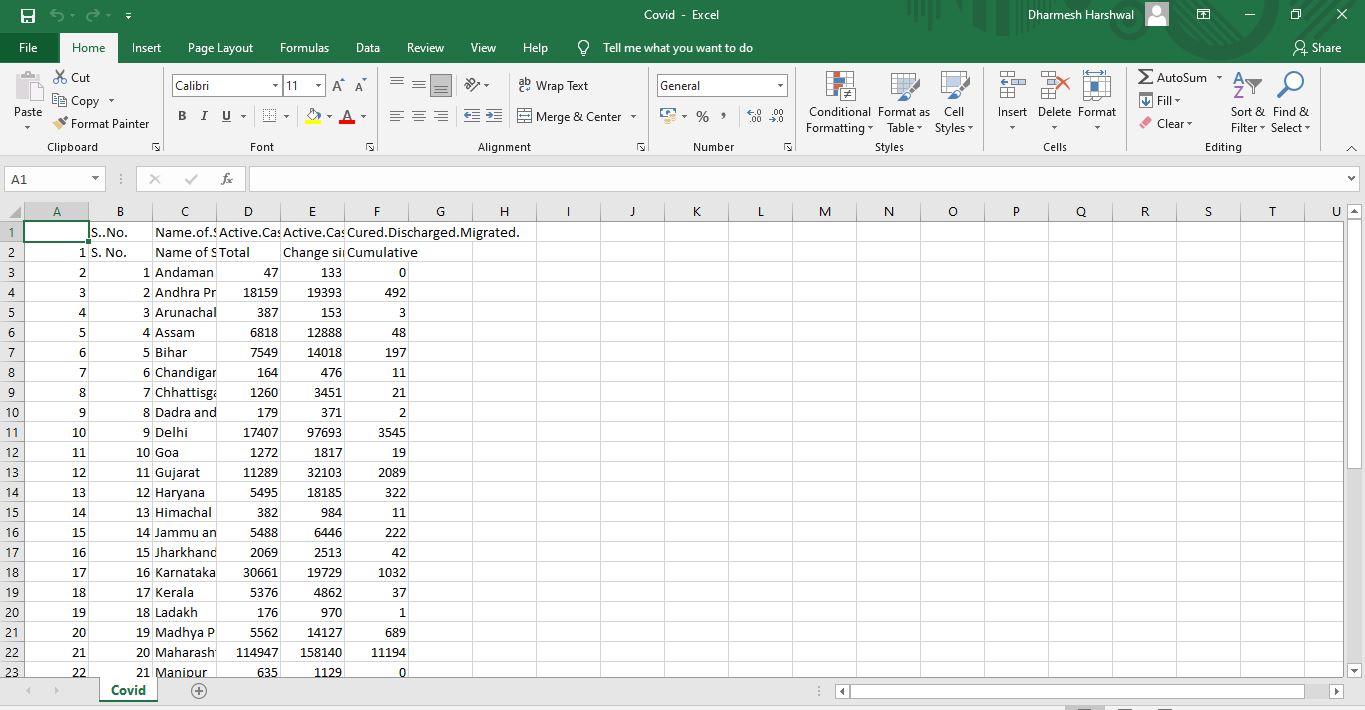 Covid - Excel
Dharmesh Harshwal
File Home Insert Page Layout Formulas Data Review View Help Tell me what you want to do Share
Paste
Cut
Copy
Format Painter
Clipboard
Calibri 11 A A
B I U A
Font
ab Wrap Text
Merge & Center
Alignment
General
% , .00 .0
Number
Conditional Formatting
Format as Table
Cell Styles
Styles
Insert Delete Format
Cells
AutoSum
Fill
Clear
Sort & Filter
Find & Select
Editing
A1 fx
A B C D E F G H I J K L M N O P Q R S T U
1 S..No. Name.of.S Active.Cas Active.Cas Cured.Discharged.Migrated.
2 1 S. No. Name of S Total Change sin Cumulative
3 2 1 Andaman 47 133 0
4 3 2 Andhra Pr 18159 19393 492
5 4 3 Arunachal 387 153 3
6 5 4 Assam 6818 12888 48
7 6 5 Bihar 7549 14018 197
8 7 6 Chandigar 164 476 11
9 8 7 Chhattisga 1260 3451 21
10 9 8 Dadra and 179 371 2
11 10 9 Delhi 17407 97693 3545
12 11 10 Goa 1272 1817 19
13 12 11 Gujarat 11289 32103 2089
14 13 12 Haryana 5495 18185 322
15 14 13 Himachal 382 984 11
16 15 14 Jammu an 5488 6446 222
17 16 15 Jharkhand 2069 2513 42
18 17 16 Karnataka 30661 19729 1032
19 18 17 Kerala 5376 4862 37
20 19 18 Ladakh 176 970 1
21 20 19 Madhya P 5562 14127 689
22 21 20 Maharash 114947 158140 11194
23 22 21 Manipur 635 1129 0
Covid